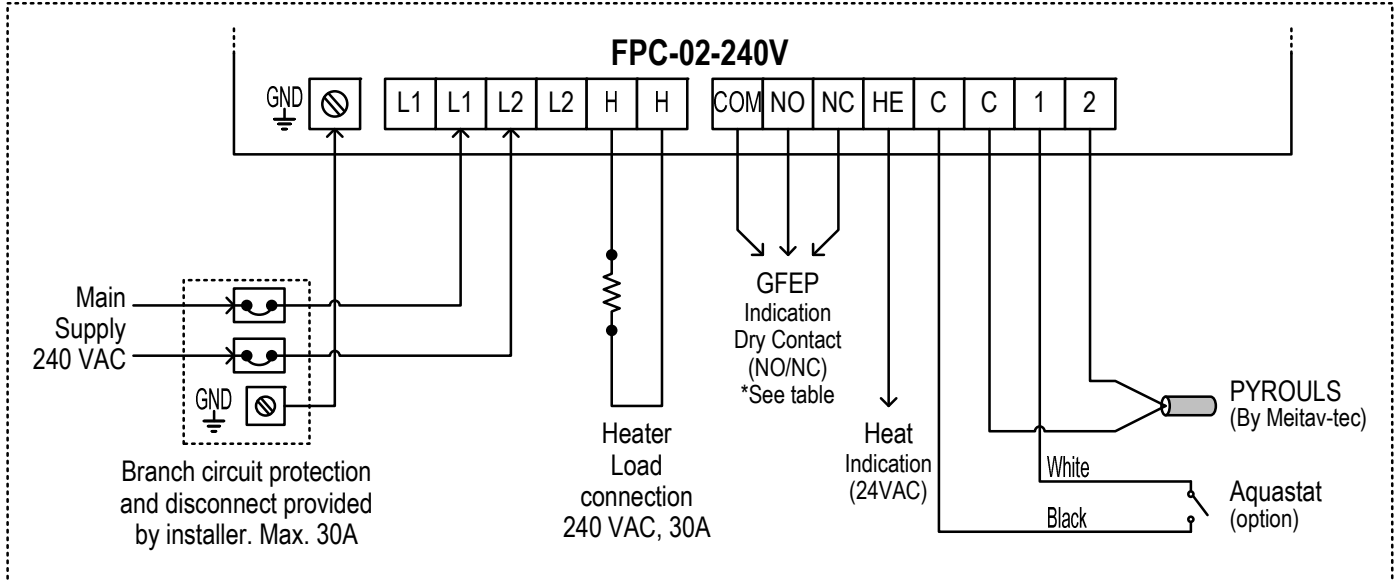 FPC-02-240V
GND
L1 L1 L2 L2 H H
COM NO NC HE C C 1 2
Main
Supply
240 VAC
GND
Branch circuit protection
and disconnect provided
by installer. Max. 30A
Heater
Load
connection
240 VAC, 30A
GFEP
Indication
Dry Contact
(NO/NC)
*See table
Heat
Indication
(24VAC)
PYROULS
(By Meitav-tec)
White
Black
Aquastat
(option)